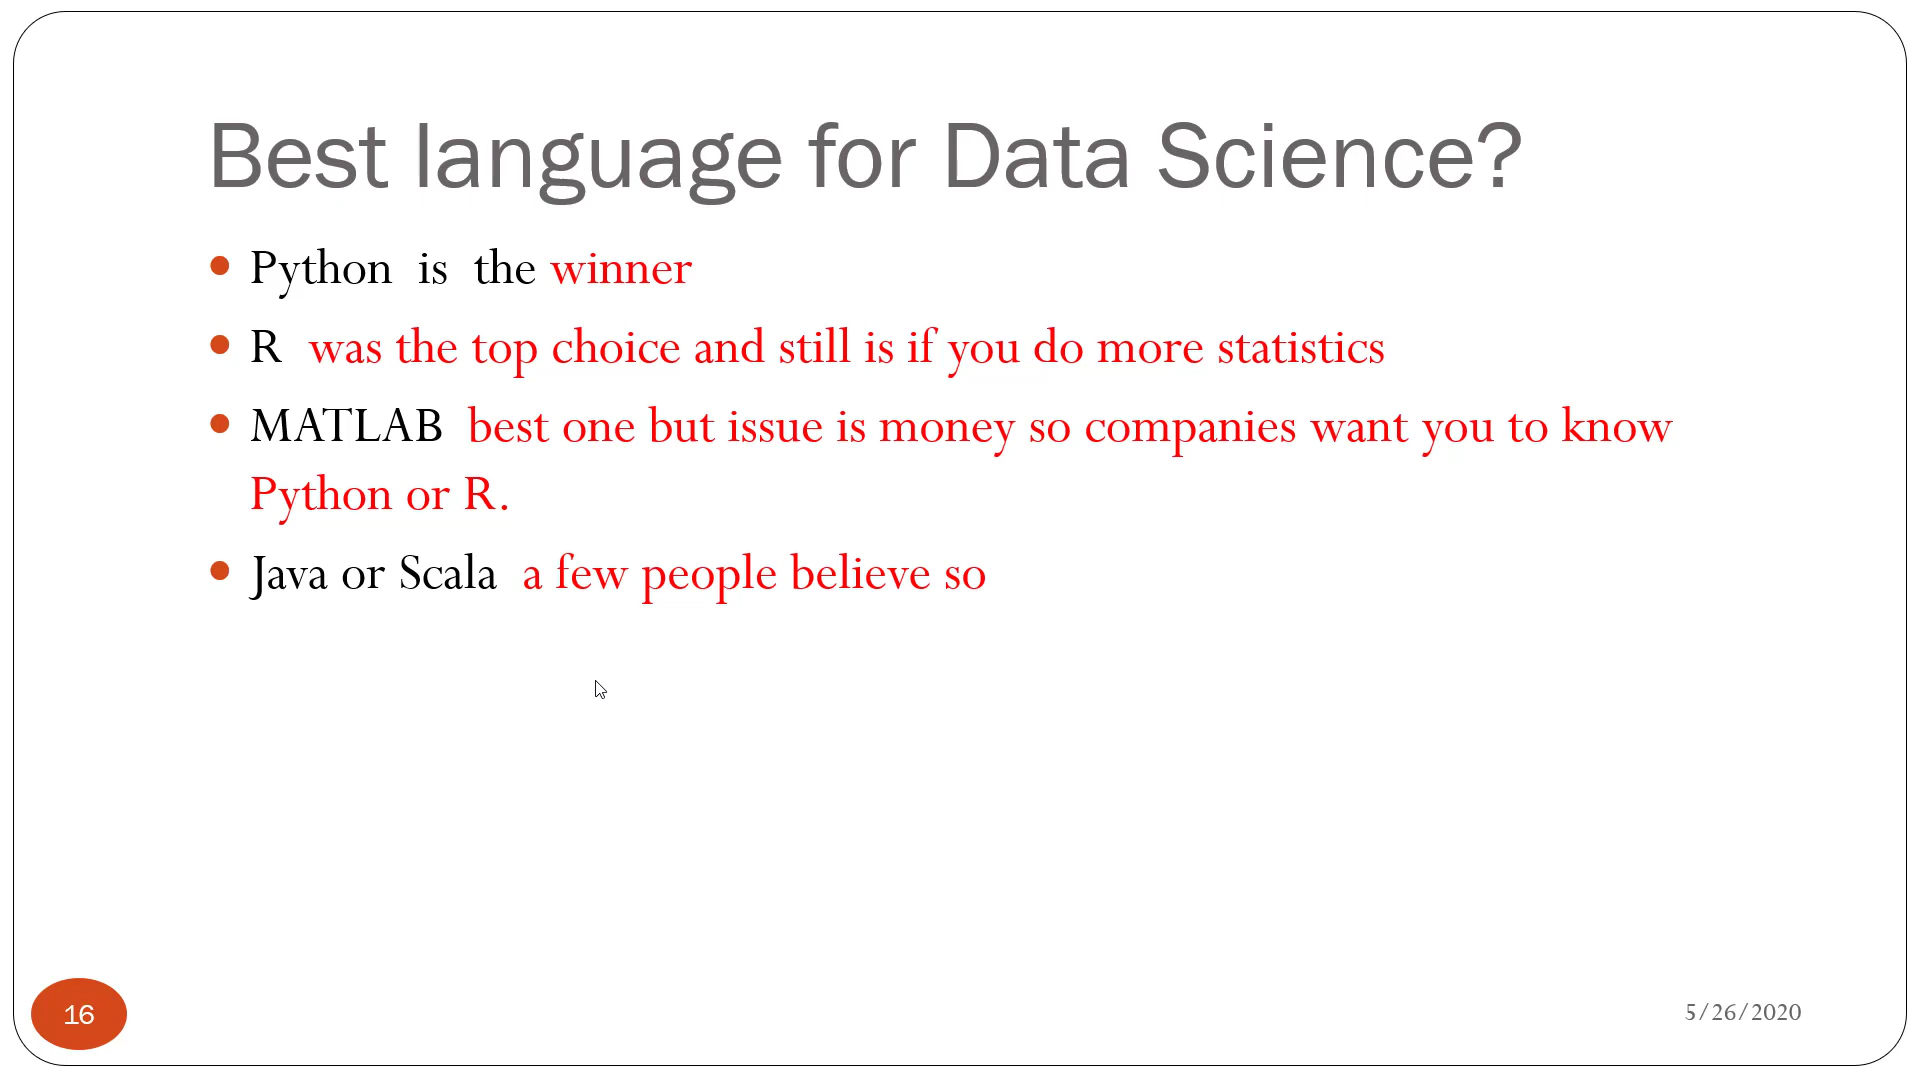 Best language for Data Science?
• Python is the winner
• R was the top choice and still is if you do more statistics
• MATLAB best one but issue is money so companies want you to know
Python or R.
• Java or Scala a few people believe so
16
5/26/2020